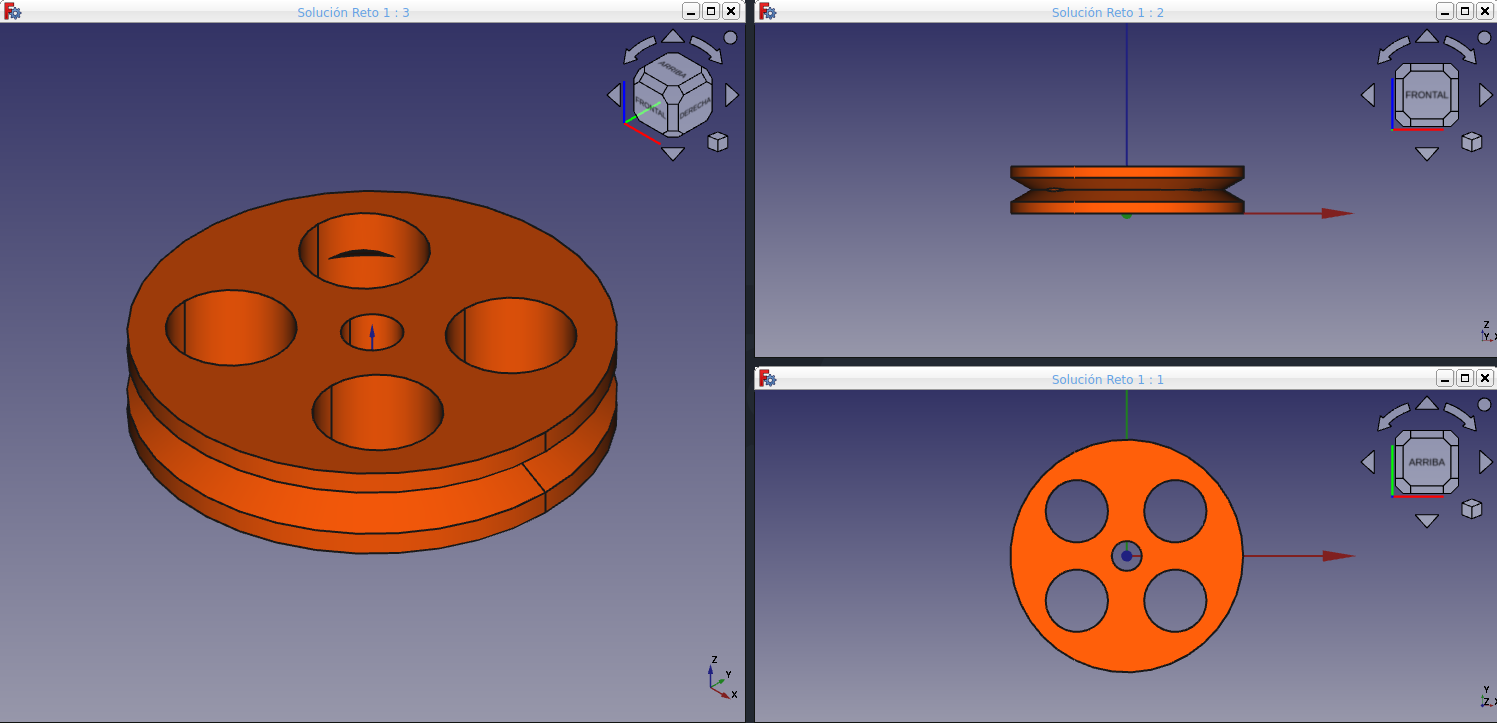 Solución Reto 1 : 3
ARRIBA
FRONTAL
DERECHA
Z
Y
X
Solución Reto 1 : 2
FRONTAL
Z
Y
X
Solución Reto 1 : 1
ARRIBA
Y
Z
X